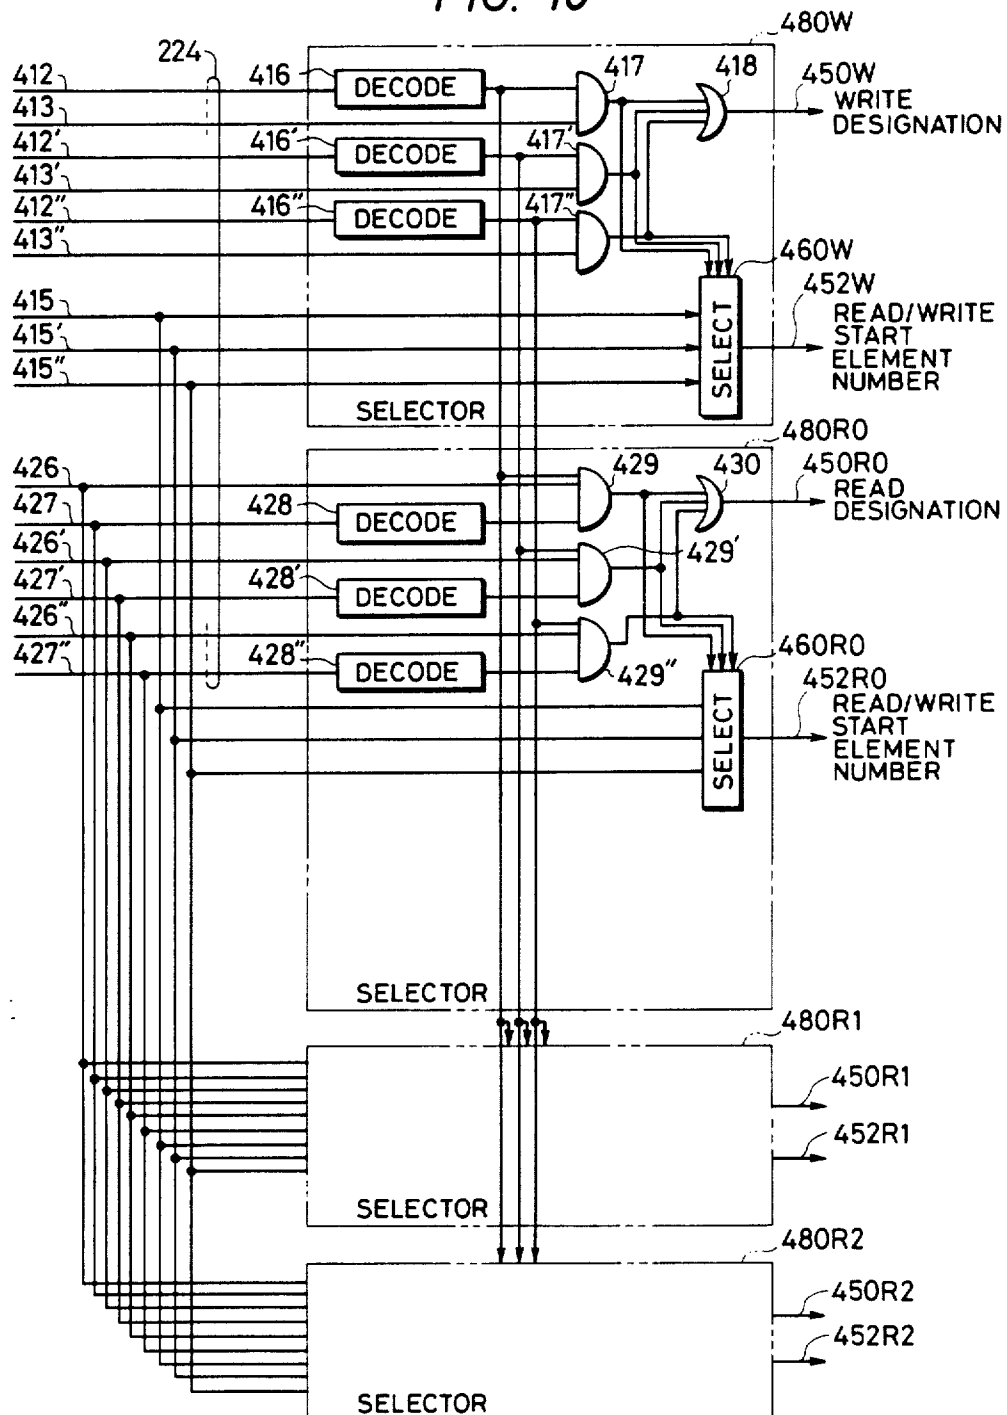 480W
224
412
416
DECODE
417
418
450W
WRITE
DESIGNATION
413
412'
416'
DECODE
417'
413'
412"
416"
DECODE
417"
413"
460W
452W
415
READ/WRITE
START
ELEMENT
NUMBER
415'
415"
SELECT
SELECTOR
480R0
426
429
430
450R0
READ
DESIGNATION
427
428
DECODE
426'
429'
427'
428'
DECODE
426"
427"
428"
DECODE
429"
460R0
452R0
READ/WRITE
START
ELEMENT
NUMBER
SELECT
SELECTOR
480R1
450R1
452R1
SELECTOR
480R2
450R2
452R2
SELECTOR